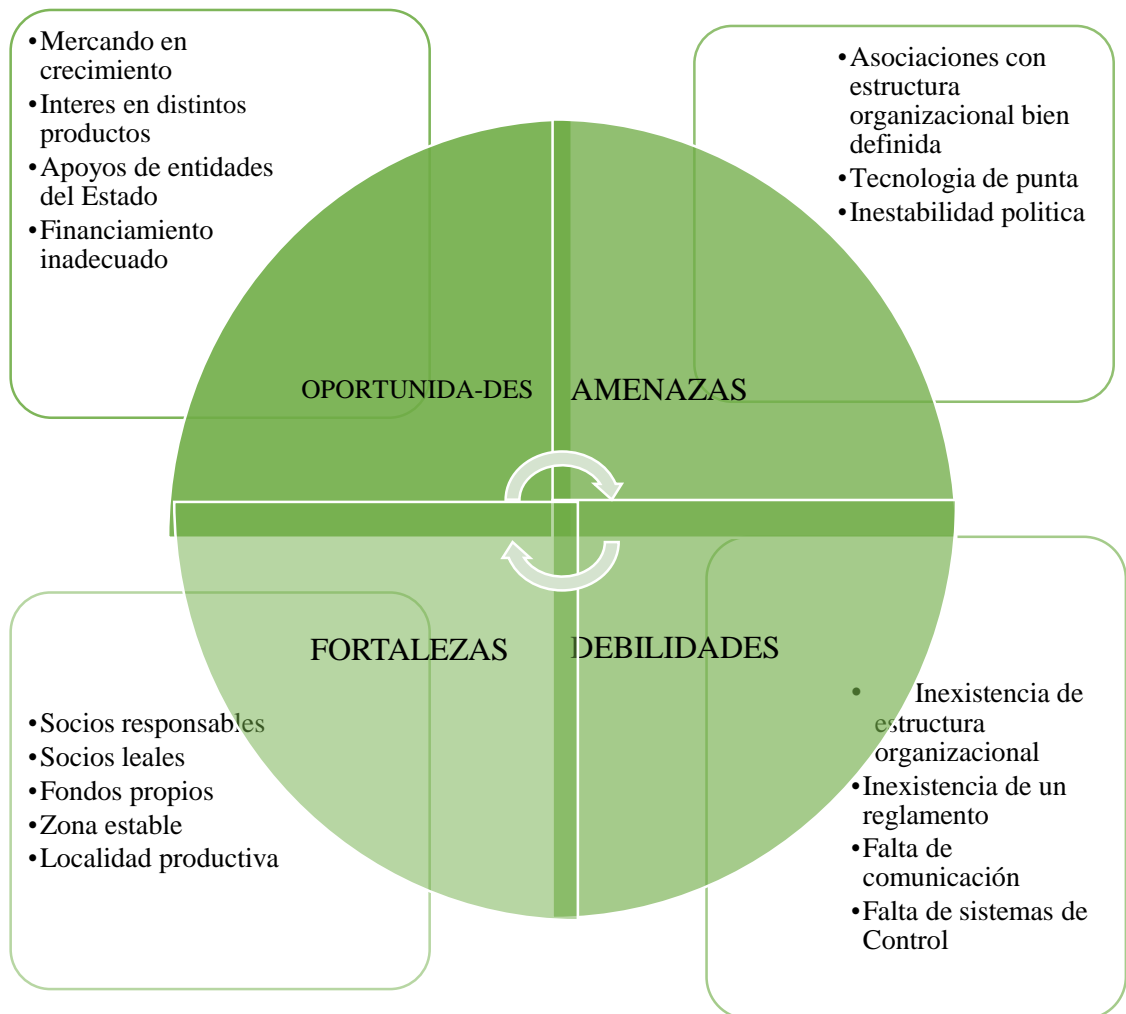 •Mercando en
crecimiento
•Interes en distintos
productos
•Apoyos de entidades
del Estado
•Financiamiento
inadecuado
•Asociaciones con
estructura
organizacional bien
definida
•Tecnologia de punta
•Inestabilidad politica
OPORTUNIDA-DES
AMENAZAS
FORTALEZAS
DEBILIDADES
•Socios responsables
•Socios leales
•Fondos propios
•Zona estable
•Localidad productiva
• Inexistencia de
estructura
organizacional
•Inexistencia de un
reglamento
•Falta de
comunicación
•Falta de sistemas de
Control